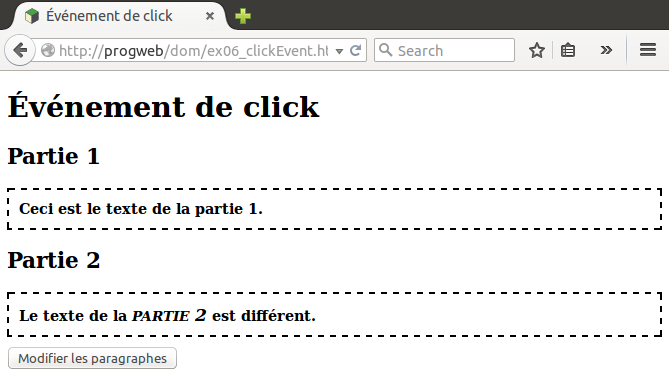 Événement de click
http://progweb/dom/ex06_clickEvent.ht
Search
Événement de click
Partie 1
Ceci est le texte de la partie 1.
Partie 2
Le texte de la PARTIE 2 est différent.
Modifier les paragraphes